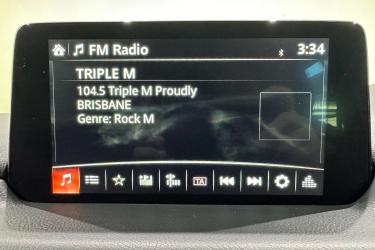 FM Radio
3:34
TRIPLE M
104.5 Triple M Proudly
BRISBANE
Genre: Rock M
TA